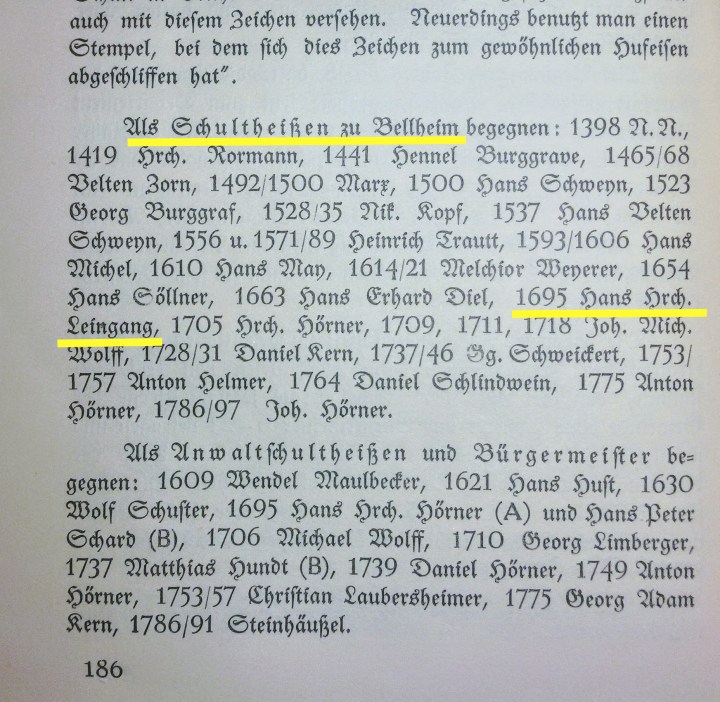 auch mit diesem Zeichen versehen. Neuerdings benutzt man einen
Stempel, bei dem sich dies Zeichen zum gewöhnlichen Hufeisen
abgeschliffen hat“.
Als Schultheißen zu Bellheim begegnen: 1398 N. N.,
1419 Hrch. Rormann, 1441 Hennel Burggrave, 1465/68
Velten Zorn, 1492/1500 Marx, 1500 Hans Schweyn, 1523
Georg Burggraf, 1528/35 Nik. Kopf, 1537 Hans Velten
Schweyn, 1556 u. 1571/89 Heinrich Trautt, 1593/1606 Hans
Michel, 1610 Hans May, 1614/21 Melchior Weyerer, 1654
Hans Söllner, 1663 Hans Erhard Diel, 1695 Hans Hrch.
Leingang, 1705 Hrch. Hörner, 1709, 1711, 1718 Joh. Mich.
Wolff, 1728/31 Daniel Kern, 1737/46 Gg. Schweickert, 1753/
1757 Anton Helmer, 1764 Daniel Schlindwein, 1775 Anton
Hörner, 1786/97 Joh. Hörner.
Als Anwaltschultheißen und Bürgermeister be-
gegnen: 1609 Wendel Maulbecker, 1621 Hans Hust, 1630
Wolf Schuster, 1695 Hans Hrch. Hörner (A) und Hans Peter
Schard (B), 1706 Michael Wolff, 1710 Georg Limberger,
1737 Matthias Hundt (B), 1739 Daniel Hörner, 1749 Anton
Hörner, 1753/57 Christian Laubersheimer, 1775 Georg Adam
Kern, 1786/91 Steinhäußel.
186